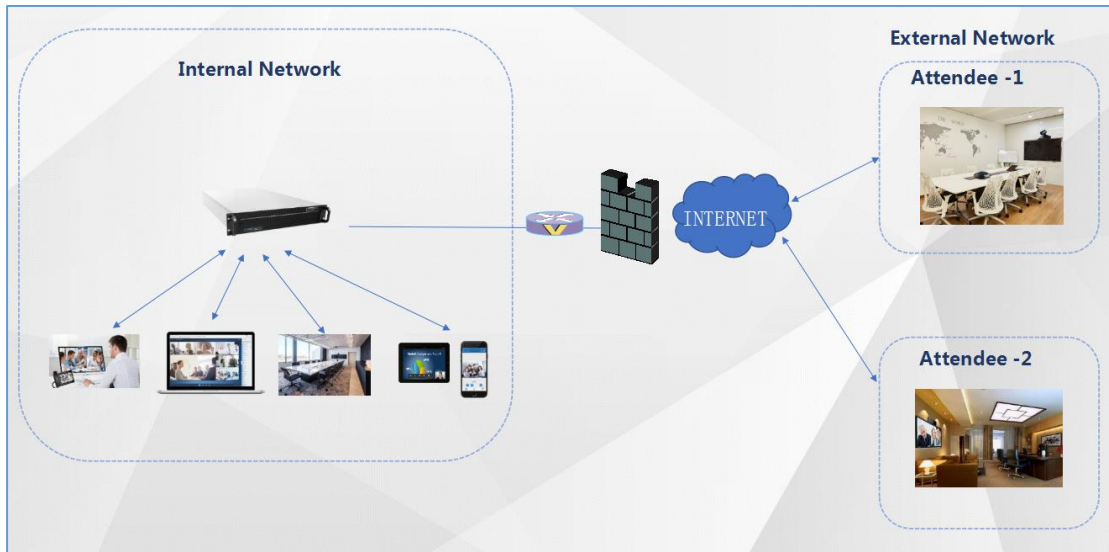 External Network
Internal Network
Attendee -1
INTERNET
Attendee -2